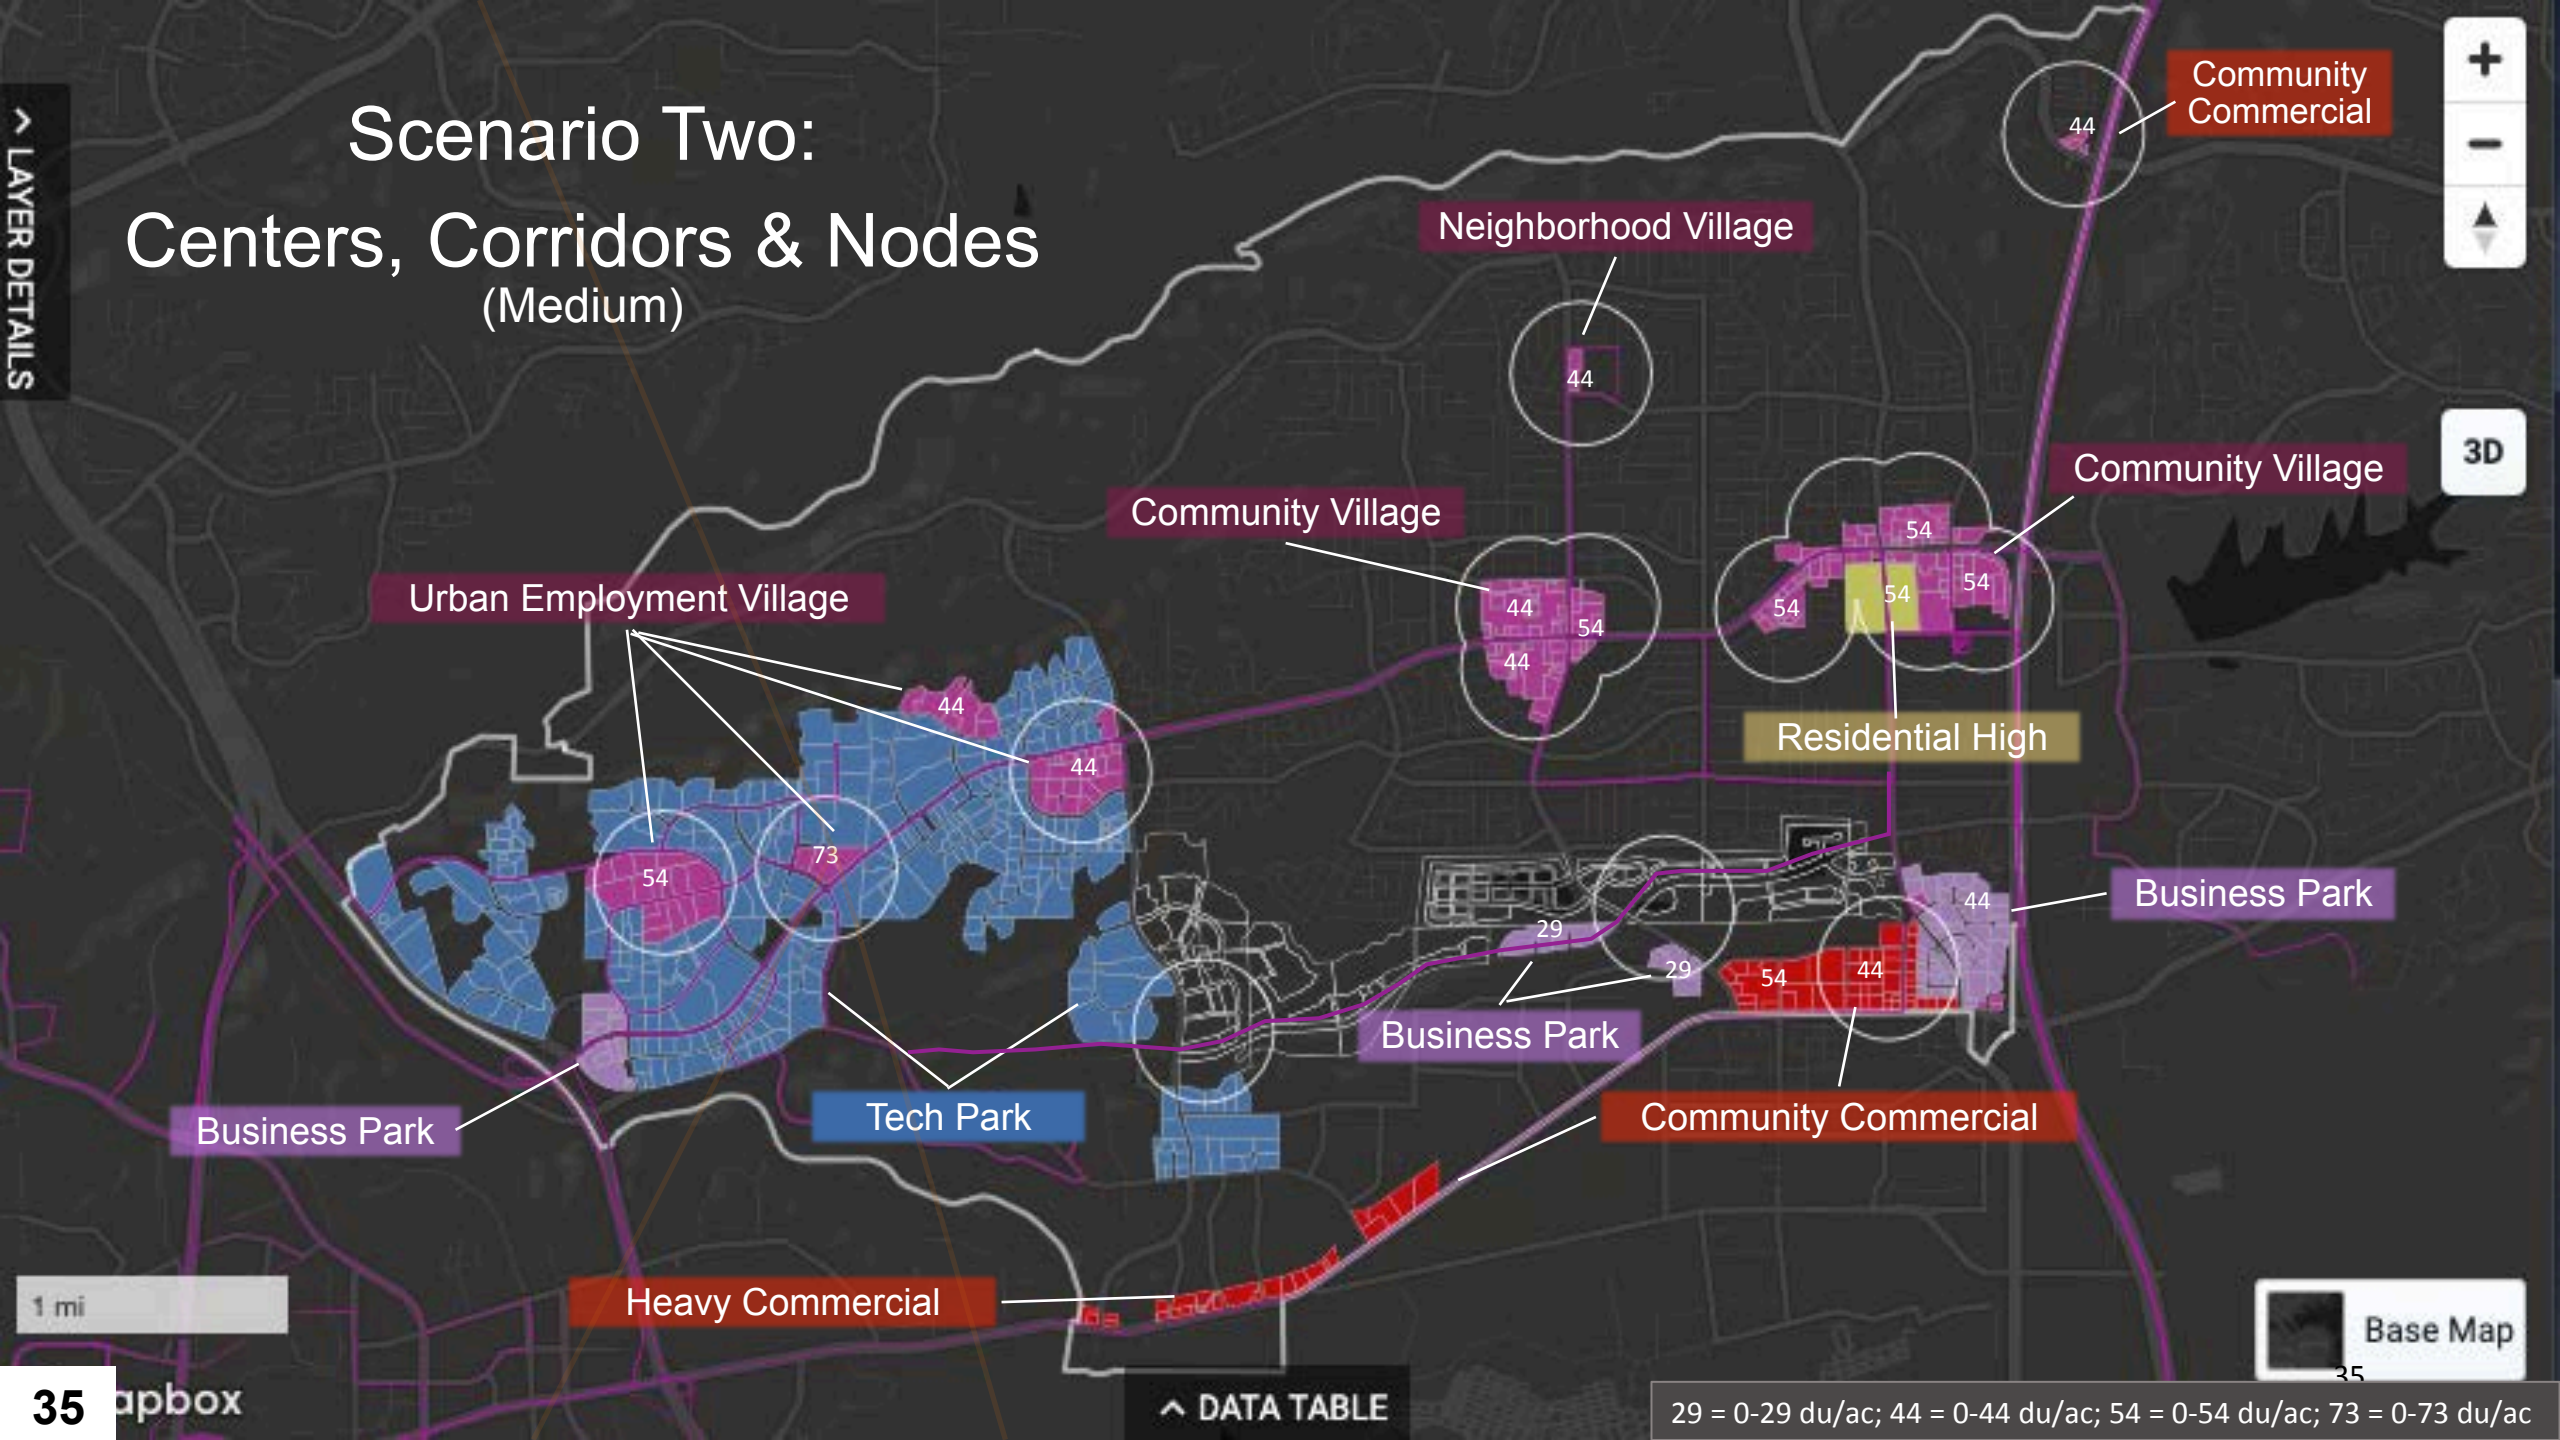 Scenario Two:
Centers, Corridors & Nodes
(Medium)
LAYER DETAILS
Community
Commercial
44
Neighborhood Village
44
3D
Community Village
Community Village
54
54
54
54
44
54
44
Urban Employment Village
44
44
73
54
Residential High
Business Park
44
29
29
54
44
Business Park
Tech Park
Business Park
Community Commercial
Heavy Commercial
1 mi
Base Map
35
35
apbox
DATA TABLE
29 = 0-29 du/ac; 44 = 0-44 du/ac; 54 = 0-54 du/ac; 73 = 0-73 du/ac